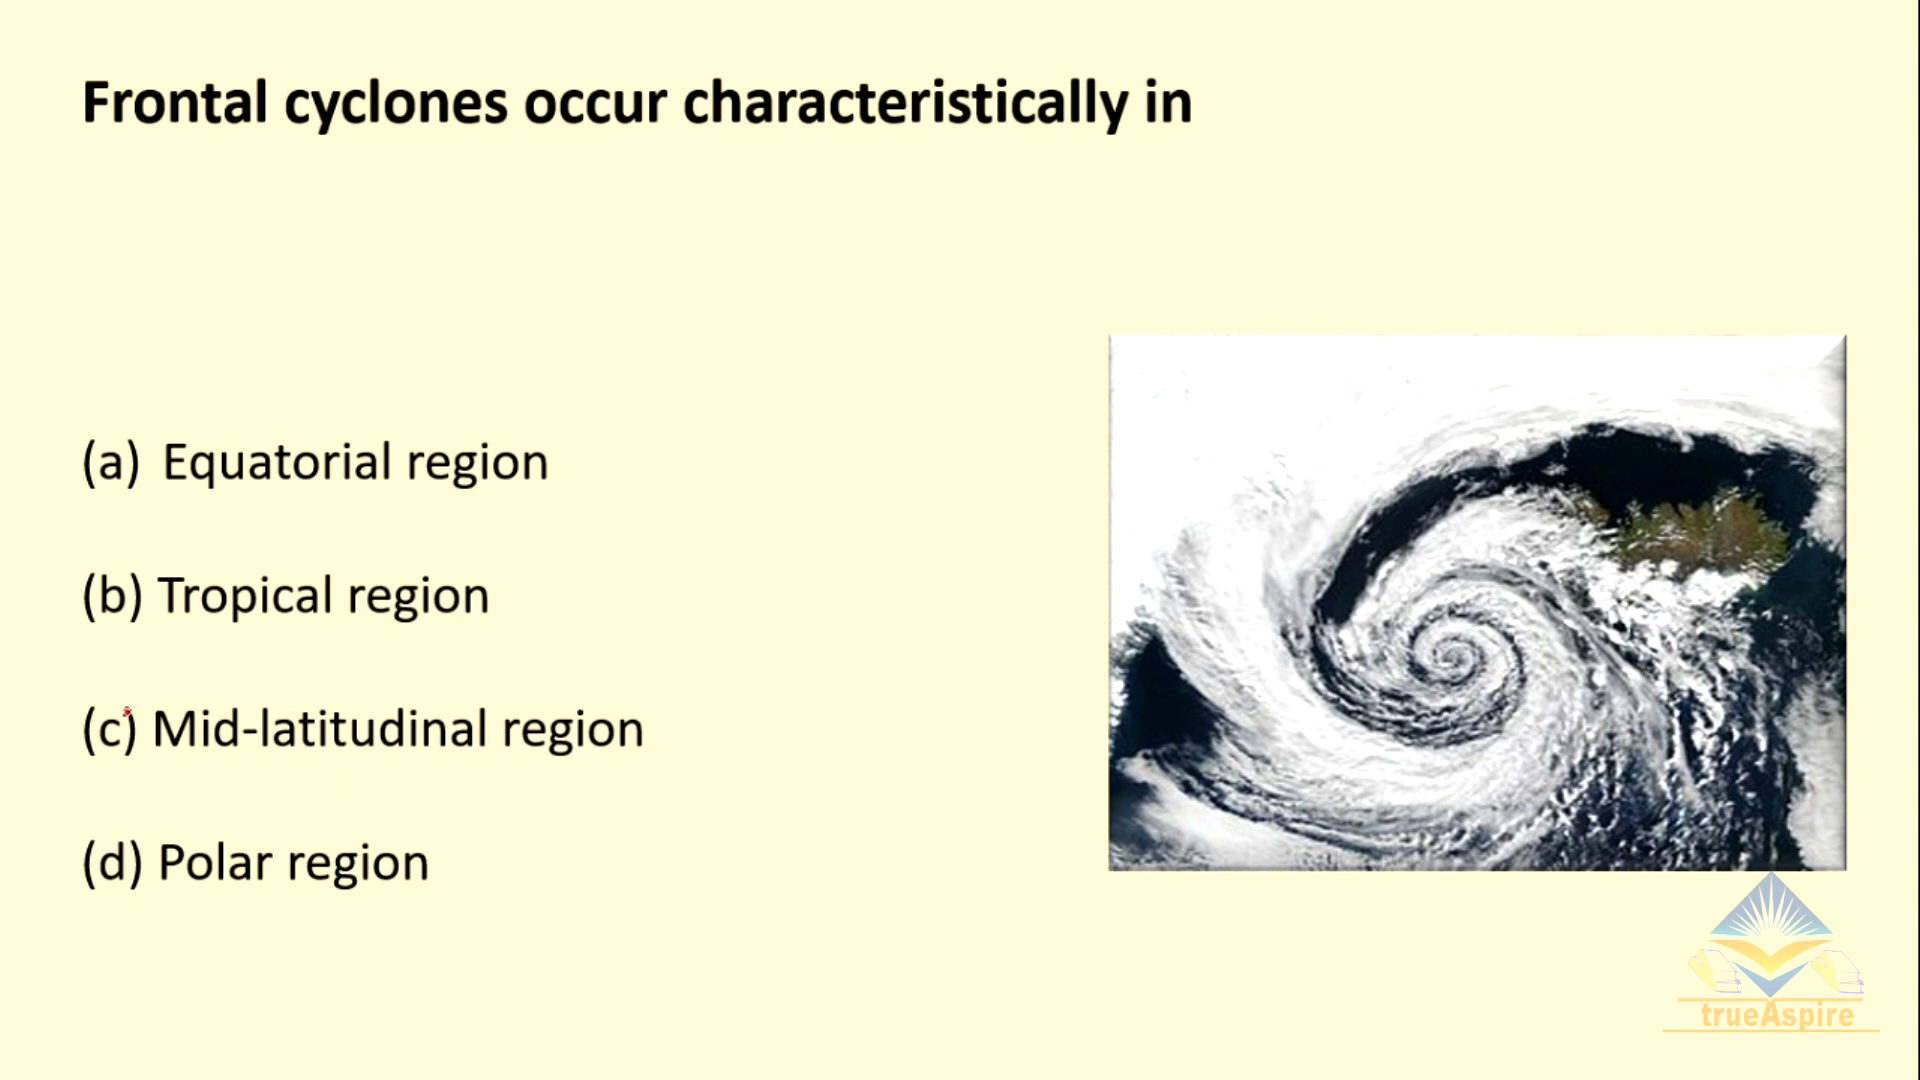 Frontal cyclones occur characteristically in
(a) Equatorial region
(b) Tropical region
(c) Mid-latitudinal region
(d) Polar region
trueAspire